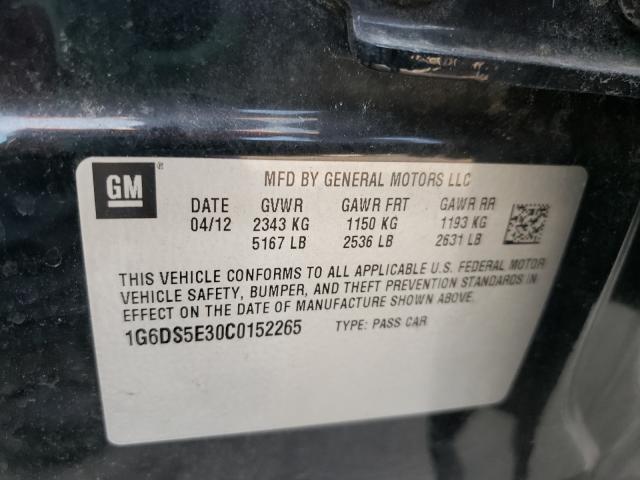 GM®
MFD BY GENERAL MOTORS LLC
DATE GVWR GAWR FRT GAWR RR
04/12 2343 KG 1150 KG 1193 KG
5167 LB 2536 LB 2631 LB
THIS VEHICLE CONFORMS TO ALL APPLICABLE U.S. FEDERAL MOTOR
VEHICLE SAFETY, BUMPER, AND THEFT PREVENTION STANDARDS IN
EFFECT ON THE DATE OF MANUFACTURE SHOWN ABOVE.
1G6DS5E30C0152265 TYPE: PASS CAR